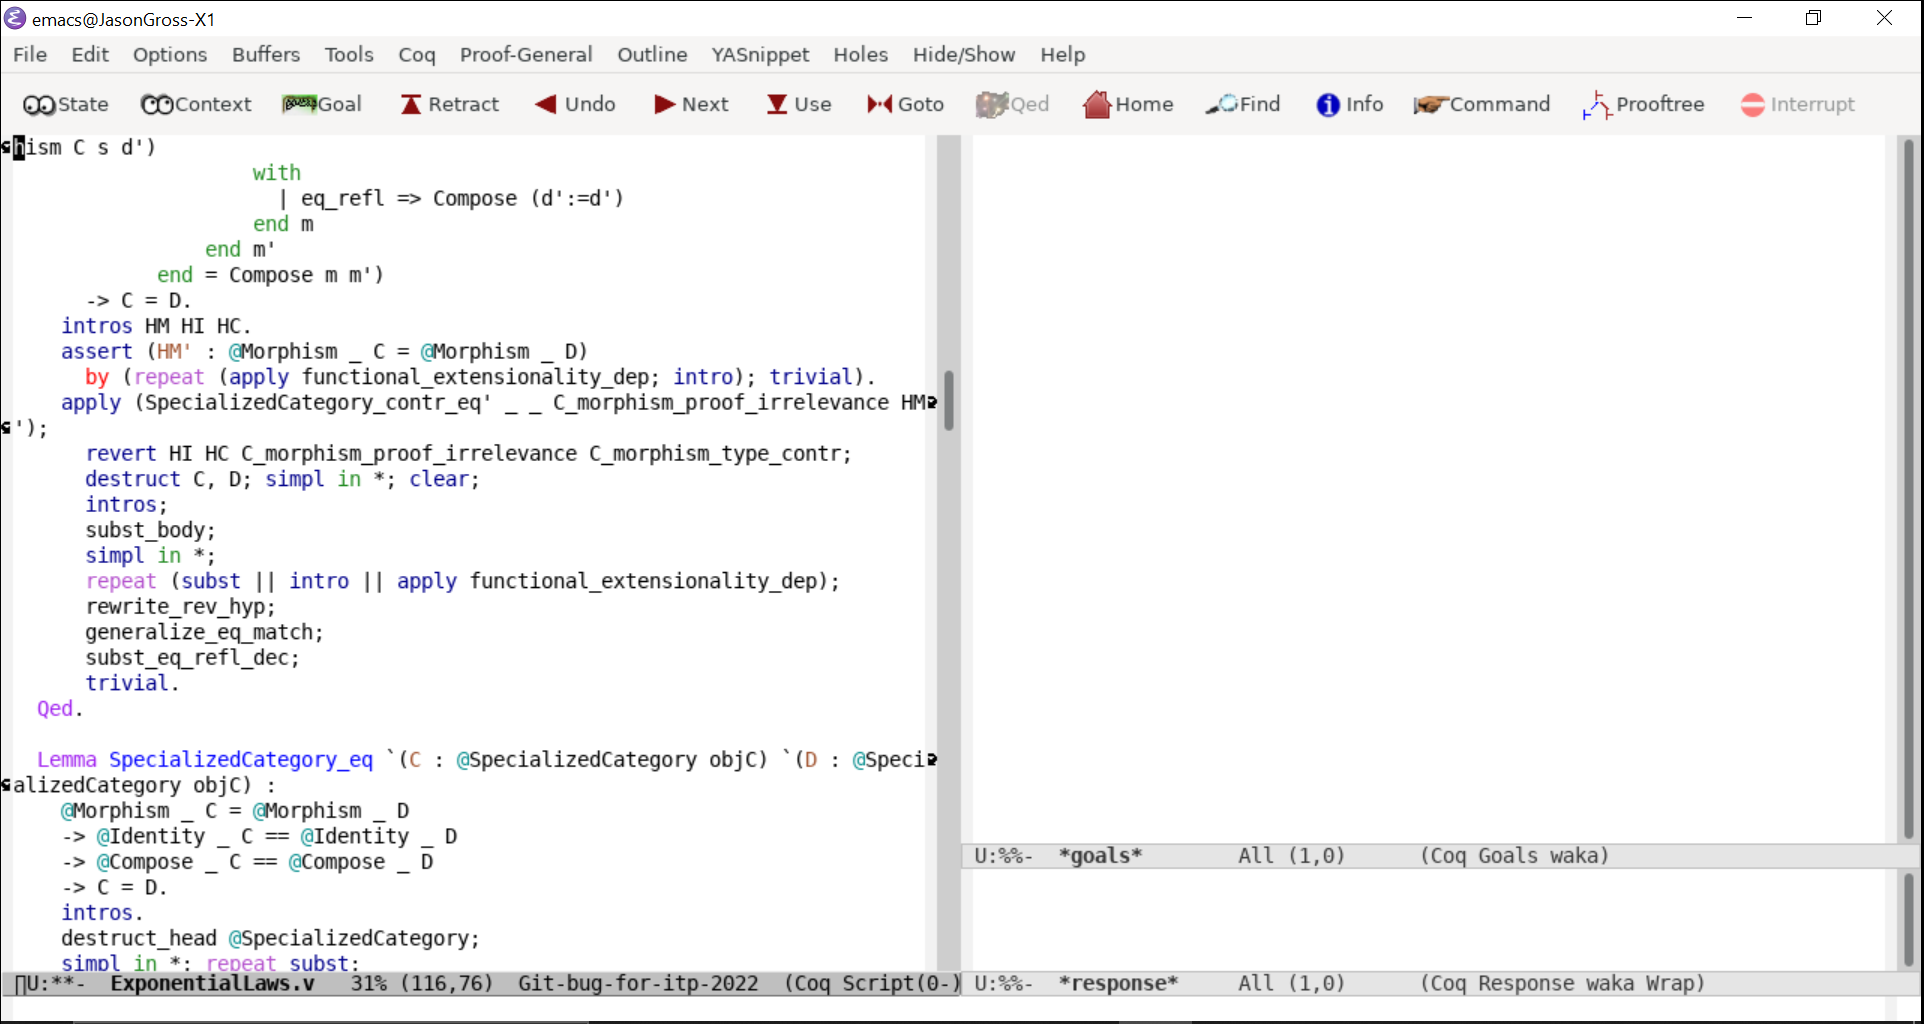 emacs@JasonGross-X1
File Edit Options Buffers Tools Coq Proof-General Outline YASnippet Holes Hide/Show Help
State Context Goal Retract Undo Next Use Goto Qed Home Find Info Command Prooftree Interrupt
hism C s d')
with
| eq_refl => Compose (d':=d')
end m
end m'
end = Compose m m')
-> C = D.
intros HM HI HC.
assert (HM' : @Morphism _ C = @Morphism _ D)
by (repeat (apply functional_extensionality_dep; intro); trivial).
apply (SpecializedCategory_contr_eq' _ _ C_morphism_proof_irrelevance HM
');
revert HI HC C_morphism_proof_irrelevance C_morphism_type_contr;
destruct C, D; simpl in *; clear;
intros;
subst_body;
simpl in *;
repeat (subst || intro || apply functional_extensionality_dep);
rewrite_rev_hyp;
generalize_eq_match;
subst_eq_refl_dec;
trivial.
Qed.
Lemma SpecializedCategory_eq `(C : @SpecializedCategory objC) `(D : @Speci
alizedCategory objC) :
@Morphism _ C = @Morphism _ D
-> @Identity _ C == @Identity _ D
-> @Compose _ C == @Compose _ D
-> C = D.
intros.
destruct_head @SpecializedCategory;
simpl in *; repeat subst;
U:**- ExponentialLaws.v 31% (116,76) Git-bug-for-itp-2022 (Coq Script(0-)
U:%%- *goals* All (1,0) (Coq Goals waka)
U:%%- *response* All (1,0) (Coq Response waka Wrap)